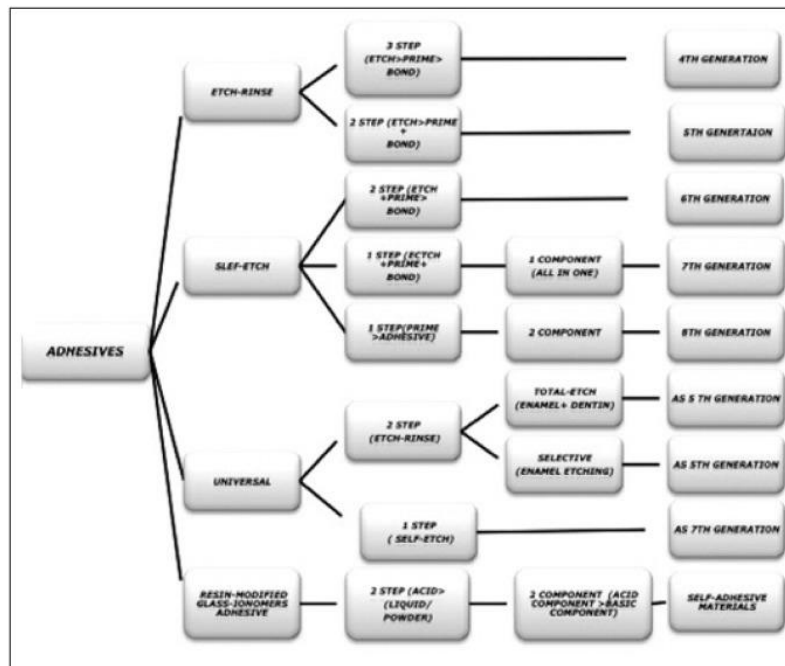 3 STEP
(ETCH>PRIME>
BOND)
4TH GENERATION
ETCH-RINSE
2 STEP (ETCH>PRIME
+
BOND)
5TH GENERTAION
2 STEP (ETCH
+PRIME>
BOND)
6TH GENERATION
SLEF-ETCH
1 STEP (ECTCH
+PRIME+
BOND)
1 COMPONENT
(ALL IN ONE)
7TH GENERATION
1 STEP(PRIME
>ADHESIVE)
2 COMPONENT
6TH GENERATION
ADHESIVES
TOTAL-ETCH
(ENAMEL+ DENTIN)
AS 5 TH GENERATION
2 STEP
(ETCH-RINSE)
SELECTIVE
(ENAMEL ETCHING)
AS 5TH GENERATION
UNIVERSAL
1 STEP
( SELF-ETCH)
AS 7TH GENERATION
RESIN-MODIFIED
GLASS-IONOMERS
ADHESIVE
2 STEP (ACID>
(LIQUID/
POWDER)
2 COMPONENT (ACID
COMPONENT >BASIC
COMPONENT)
SELF-ADHESIVE
MATERIALS